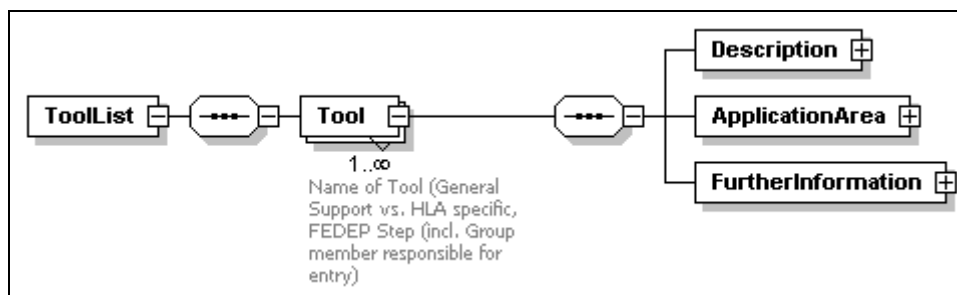 Description
ToolList
Tool
ApplicationArea
1..∞
FurtherInformation
Name of Tool (General
Support vs. HLA specific,
FEDEP Step (incl. Group
member responsible for
entry)